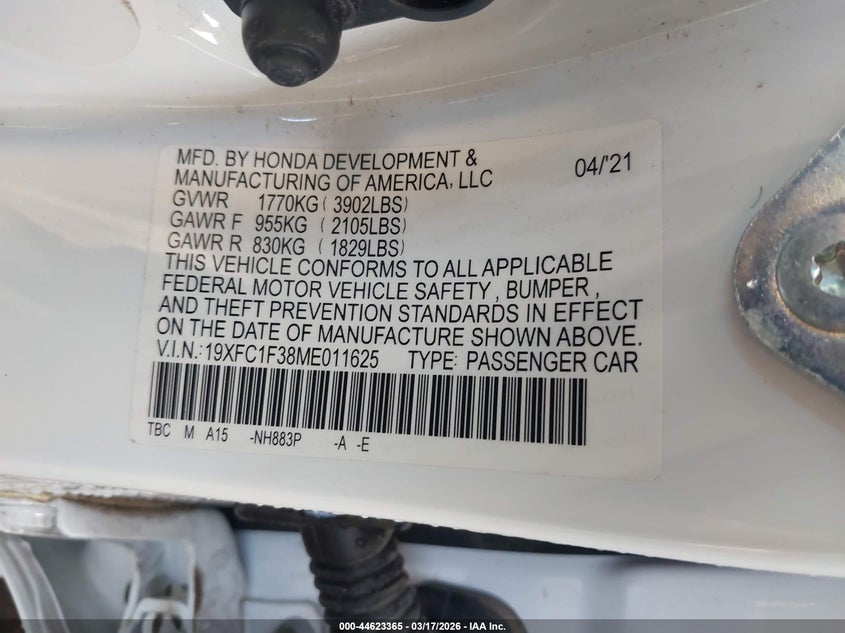 MFD. BY HONDA DEVELOPMENT & 04/'21
MANUFACTURING OF AMERICA, LLC
GVWR 1770KG ( 3902LBS)
GAWR F 955KG ( 2105LBS)
GAWR R 830KG ( 1829LBS)
THIS VEHICLE CONFORMS TO ALL APPLICABLE
FEDERAL MOTOR VEHICLE SAFETY, BUMPER,
AND THEFT PREVENTION STANDARDS IN EFFECT
ON THE DATE OF MANUFACTURE SHOWN ABOVE.
V.I.N.:19XFC1F38ME011625 TYPE: PASSENGER CAR
TBC M A15 -NH883P -A -E
000-44623365 - 03/17/2026 - IAA Inc.